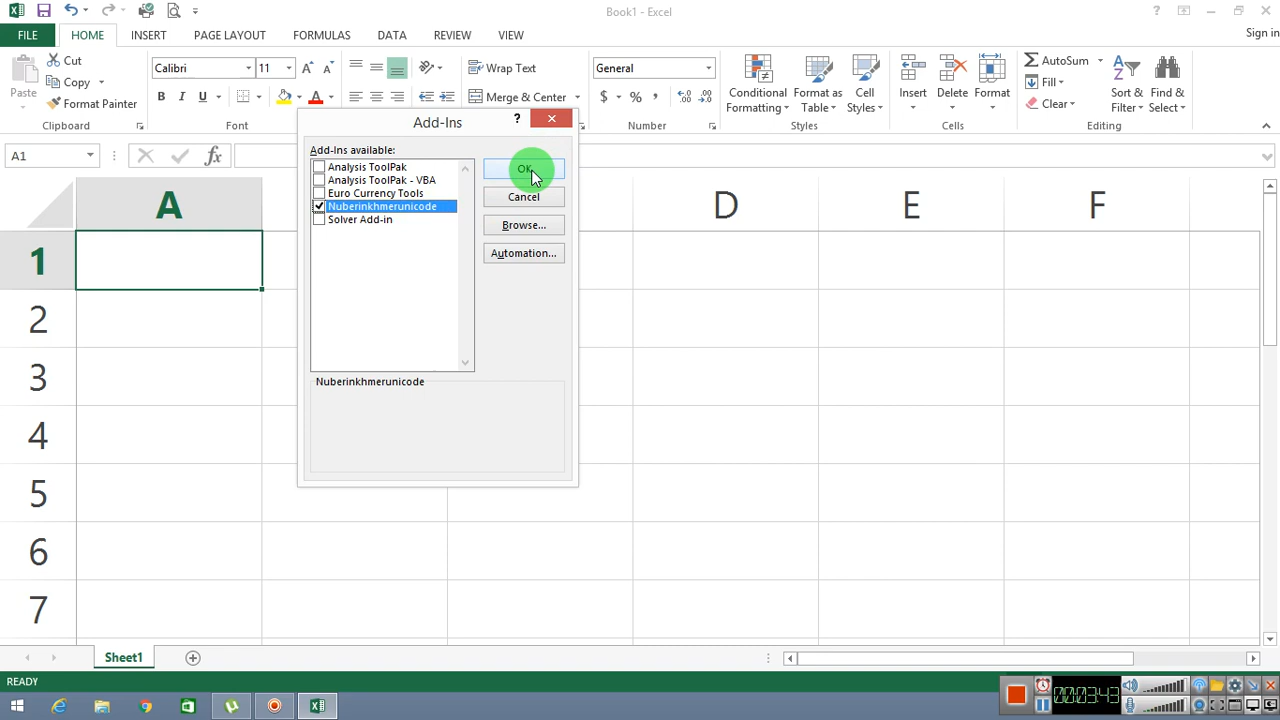 Book1 - Excel
FILE HOME INSERT PAGE LAYOUT FORMULAS DATA REVIEW VIEW Sign in
Paste
Cut
Copy
Format Painter
Clipboard
Calibri 11
B I U
Font
Wrap Text
Merge & Center
General
$ % ,
Number
Conditional Formatting
Format as Table
Cell Styles
Styles
Insert
Delete
Format
Cells
AutoSum
Fill
Clear
Sort & Filter
Find & Select
Editing
A1
fx
Add-Ins
?
Add-Ins available:
Analysis ToolPak
Analysis ToolPak - VBA
Euro Currency Tools
Nuberinkhmerunicode
Solver Add-in
OK
Cancel
Browse...
Automation...
Nuberinkhmerunicode
A D E F
1
2
3
4
5
6
7
Sheet1
READY
00:03:43